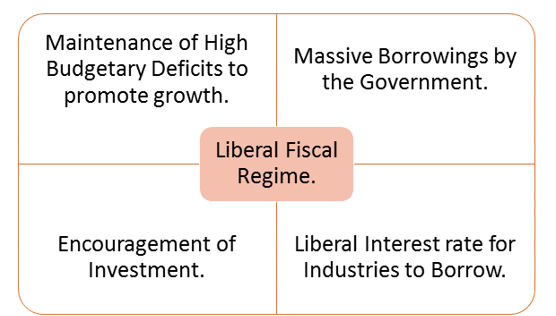 Maintenance of High
Budgetary Deficits to
promote growth.
Massive Borrowings by
the Government.
Liberal Fiscal
Regime.
Encouragement of
Investment.
Liberal Interest rate for
Industries to Borrow.